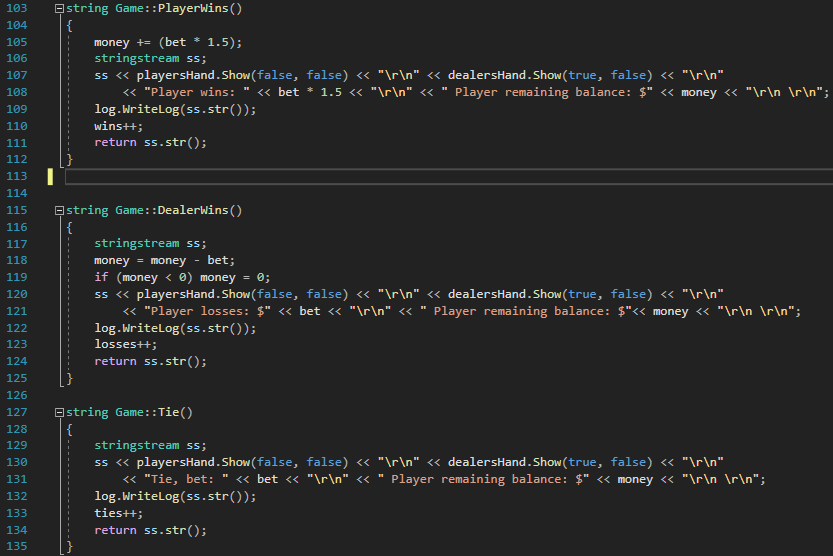 103 string Game::PlayerWins()
104 {
105 money += (bet * 1.5);
106 stringstream ss;
107 ss << playersHand.Show(false, false) << "\r\n" << dealersHand.Show(true, false) << "\r\n"
108 << "Player wins: " << bet * 1.5 << "\r\n" << " Player remaining balance: $" << money << "\r\n \r\n";
109 log.WriteLog(ss.str());
110 wins++;
111 return ss.str();
112 }
113
114
115 string Game::DealerWins()
116 {
117 stringstream ss;
118 money = money - bet;
119 if (money < 0) money = 0;
120 ss << playersHand.Show(false, false) << "\r\n" << dealersHand.Show(true, false) << "\r\n"
121 << "Player losses: $" << bet << "\r\n" << " Player remaining balance: $"<< money << "\r\n \r\n";
122 log.WriteLog(ss.str());
123 losses++;
124 return ss.str();
125 }
126
127 string Game::Tie()
128 {
129 stringstream ss;
130 ss << playersHand.Show(false, false) << "\r\n" << dealersHand.Show(true, false) << "\r\n"
131 << "Tie, bet: " << bet << "\r\n" << " Player remaining balance: $" << money << "\r\n \r\n";
132 log.WriteLog(ss.str());
133 ties++;
134 return ss.str();
135 }